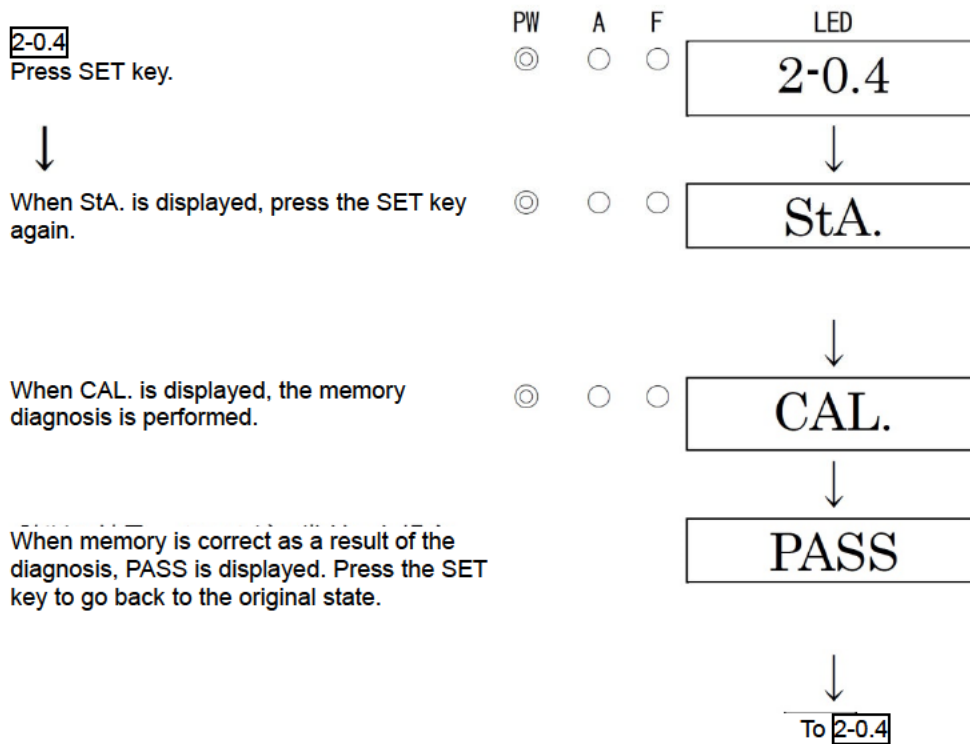 PW A F LED
2-0.4
Press SET key.
2-0.4
When StA. is displayed, press the SET key
again.
StA.
When CAL. is displayed, the memory
diagnosis is performed.
CAL.
When memory is correct as a result of the
diagnosis, PASS is displayed. Press the SET
key to go back to the original state.
PASS
To 2-0.4